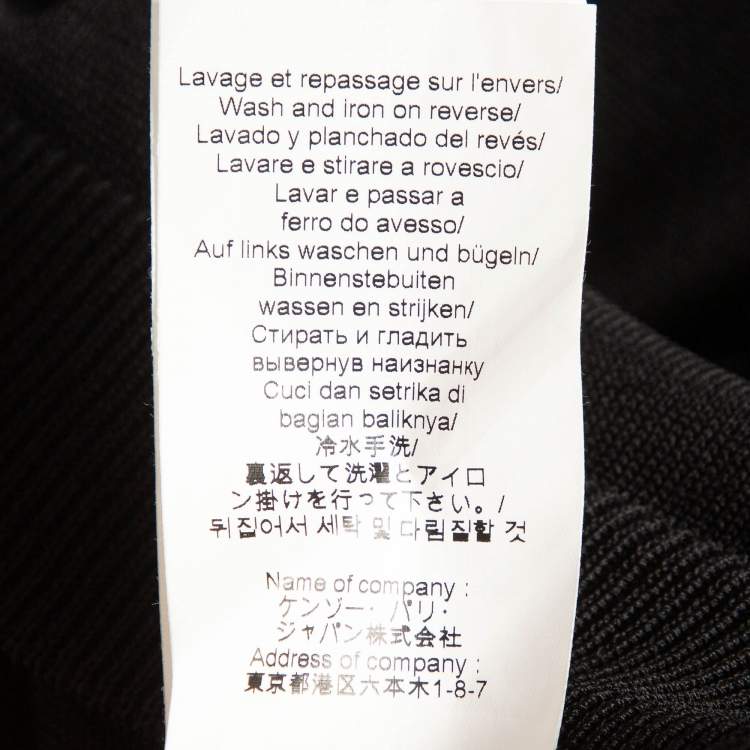 Lavage et repassage sur l'envers/
Wash and iron on reverse/
Lavado y planchado del revés/
Lavare e stirare a rovescio/
Lavar e passar a
ferro do avesso/
Auf links waschen und bügeln/
Binnenstebuiten
wassen en strijken/
Стирать и гладить
вывернув наизнанку
Cuci dan setrika di
bagian baliknya/
冷水手洗/
裏返して洗濯とアイロ
ン掛けを行って下さい。/
뒤집어서 세탁 및 다림질할 것
Name of company :
ケンゾー・パリ・
ジャパン株式会社
Address of company :
東京都港区六本木1-8-7